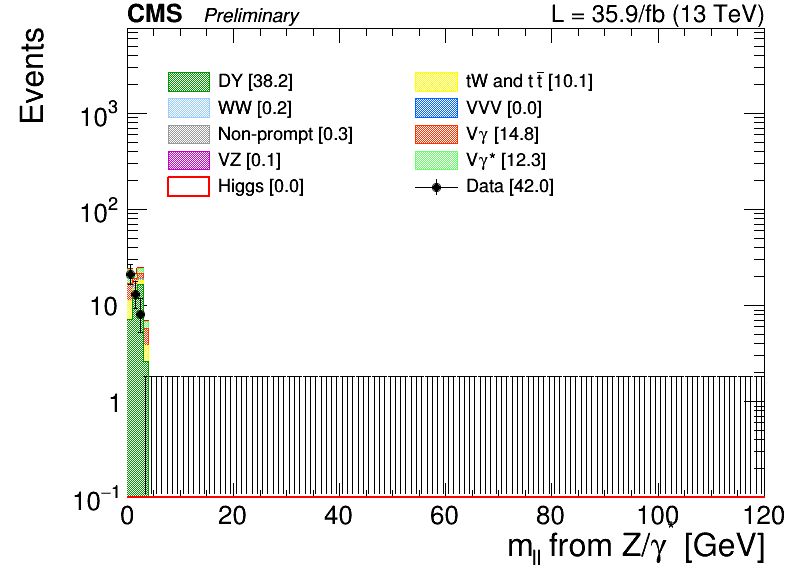 CMS Preliminary L = 35.9/fb (13 TeV)
Events
DY [38.2]
WW [0.2]
Non-prompt [0.3]
VZ [0.1]
Higgs [0.0]
tW and t t̄ [10.1]
VVV [0.0]
Vγ [14.8]
Vγ* [12.3]
Data [42.0]
10³
10²
10
1
10⁻¹
0 20 40 60 80 100 120
m_ll from Z/γ* [GeV]